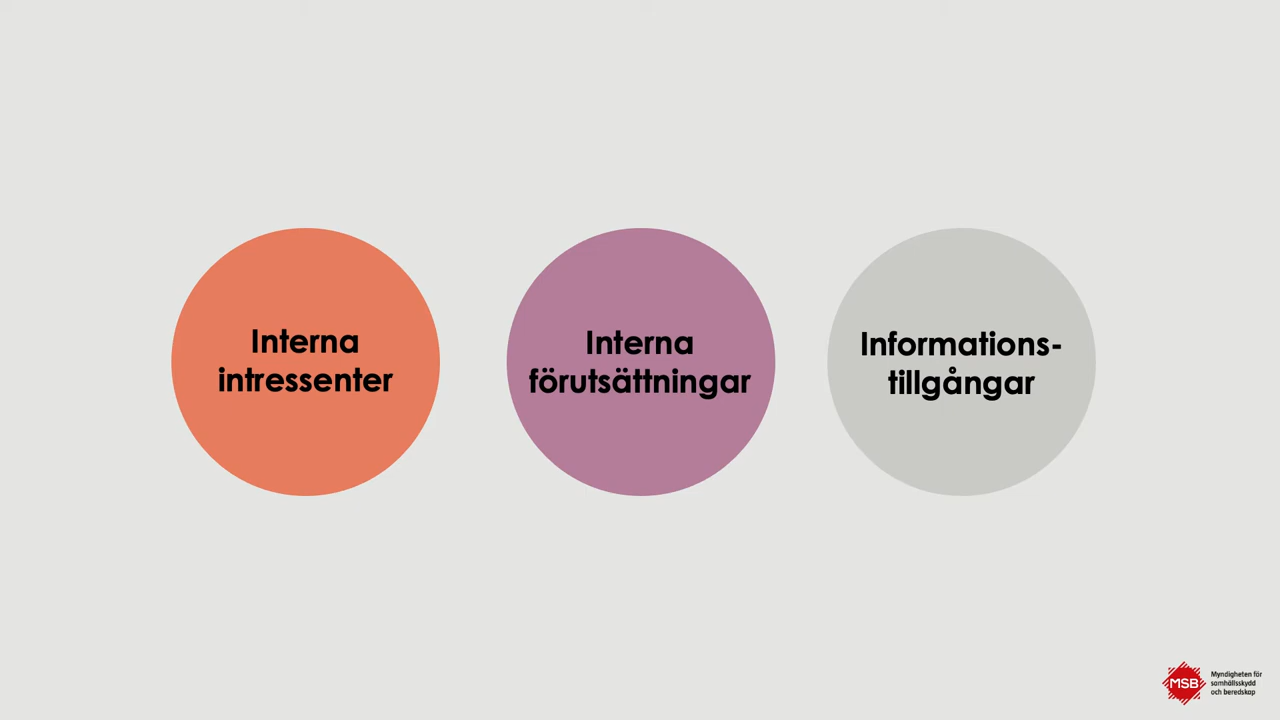 Interna
intressenter
Interna
förutsättningar
Informations-
tillgångar
MSB
Myndigheten för
samhällsskydd
och beredskap